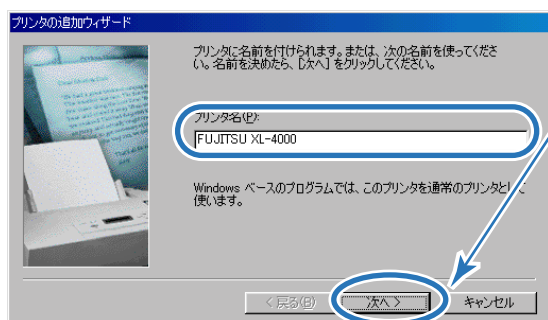 プリンタの追加ウィザード
プリンタに名前を付けられます。または、次の名前を使ってくださ
い。名前を決めたら、[次へ] をクリックしてください。
プリンタ名(P):
FUJITSU XL-4000
Windows ベースのプログラムでは、このプリンタを通常のプリンタとして
使います。
< 戻る(B)
次へ >
キャンセル